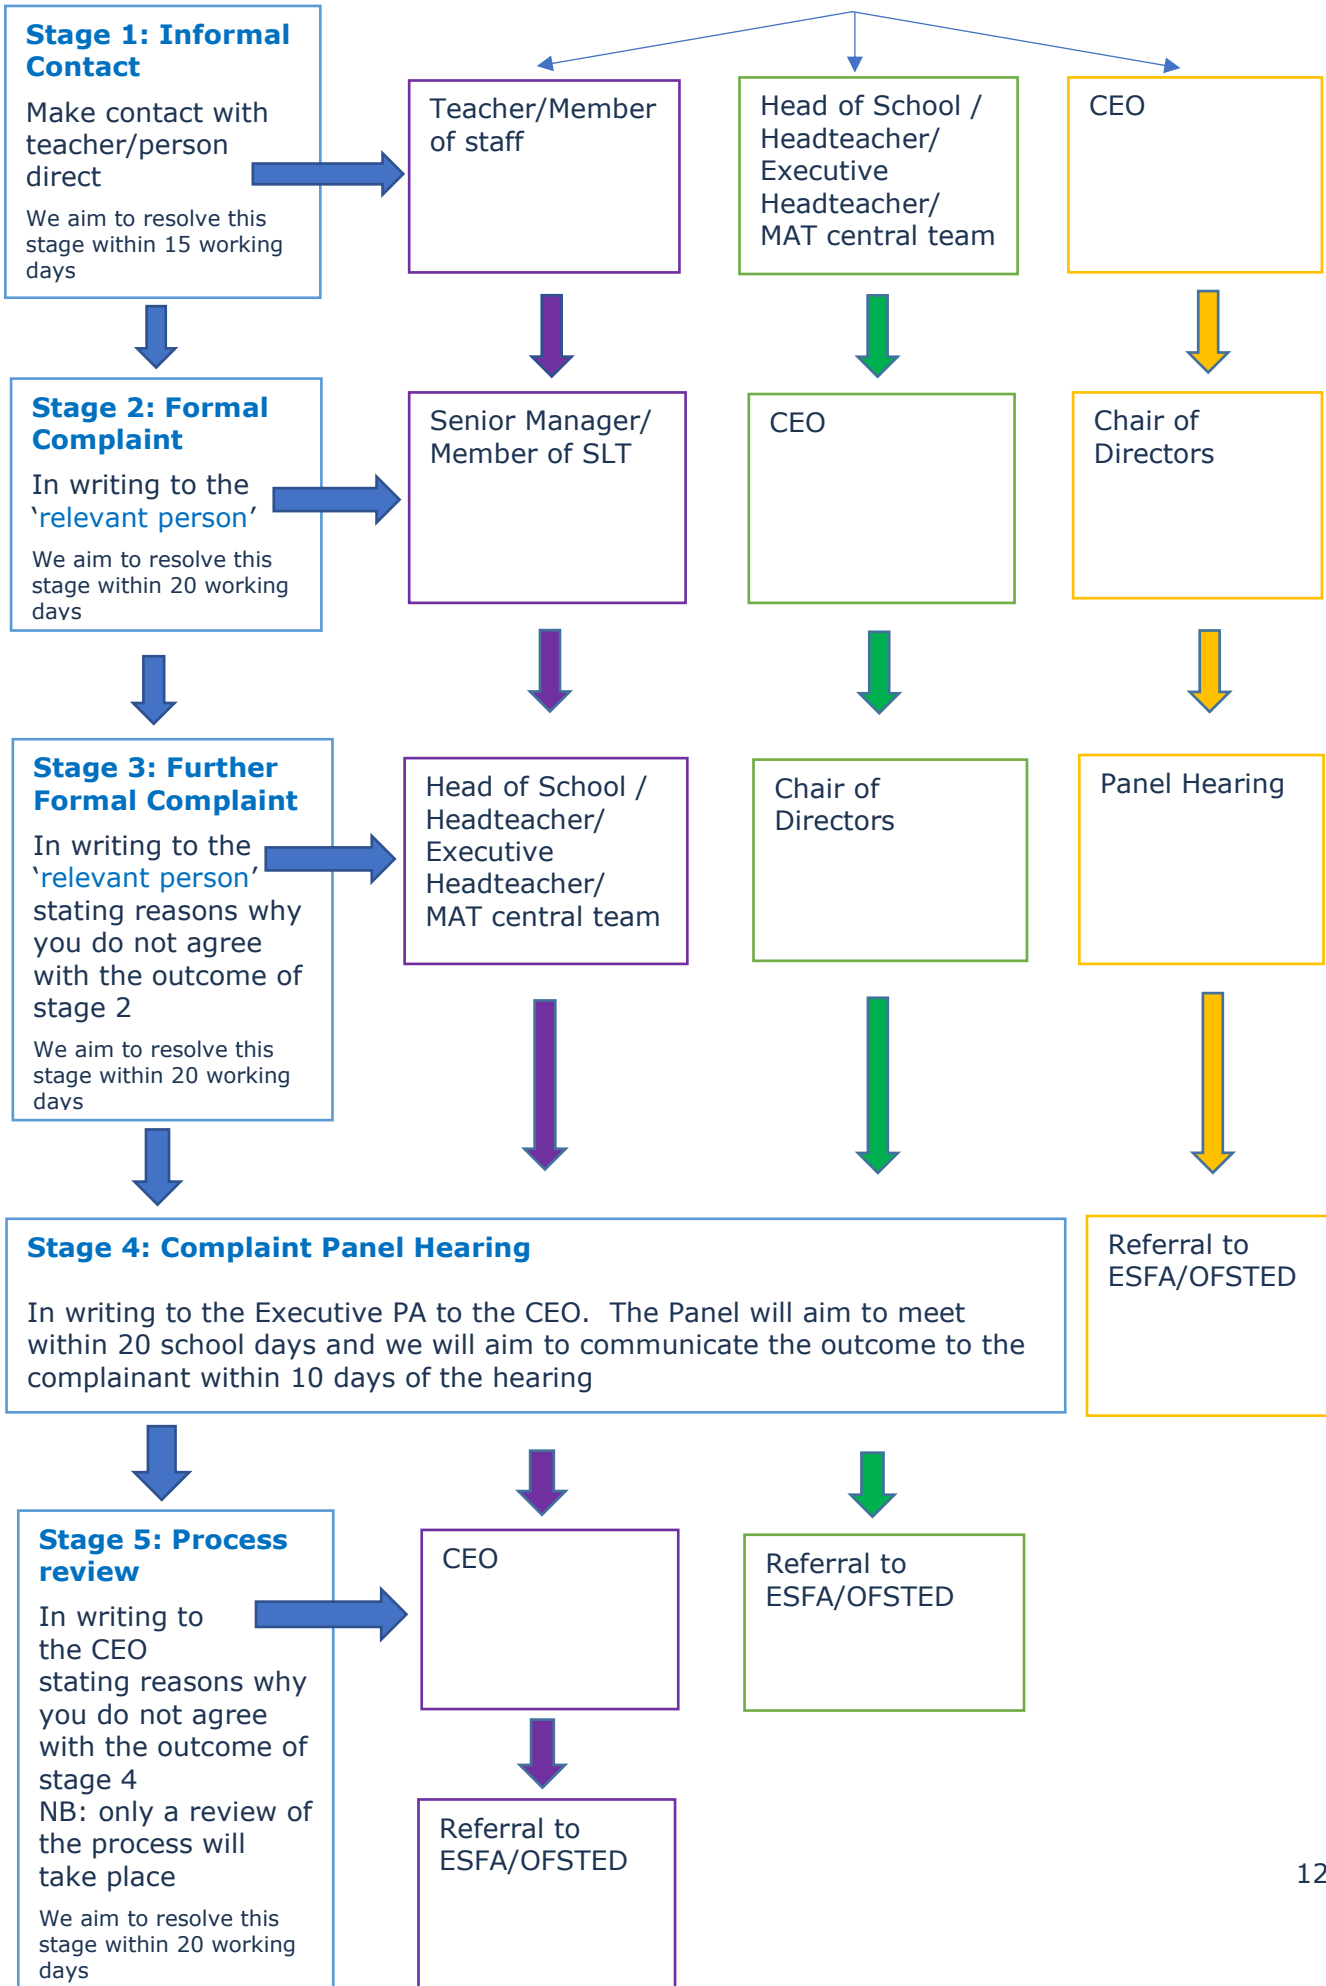 Stage 1: Informal
Contact
Make contact with
teacher/person
direct
We aim to resolve this
stage within 15 working
days
Teacher/Member
of staff
Head of School /
Headteacher/
Executive
Headteacher/
MAT central team
CEO
Stage 2: Formal
Complaint
In writing to the
‘relevant person’
We aim to resolve this
stage within 20 working
days
Senior Manager/
Member of SLT
CEO
Chair of
Directors
Stage 3: Further
Formal Complaint
In writing to the
‘relevant person’
stating reasons why
you do not agree
with the outcome of
stage 2
We aim to resolve this
stage within 20 working
days
Head of School /
Headteacher/
Executive
Headteacher/
MAT central team
Chair of
Directors
Panel Hearing
Stage 4: Complaint Panel Hearing
In writing to the Executive PA to the CEO.  The Panel will aim to meet
within 20 school days and we will aim to communicate the outcome to the
complainant within 10 days of the hearing
Referral to
ESFA/OFSTED
Stage 5: Process
review
In writing to
the CEO
stating reasons why
you do not agree
with the outcome of
stage 4
NB: only a review of
the process will
take place
We aim to resolve this
stage within 20 working
days
CEO
Referral to
ESFA/OFSTED
Referral to
ESFA/OFSTED
12